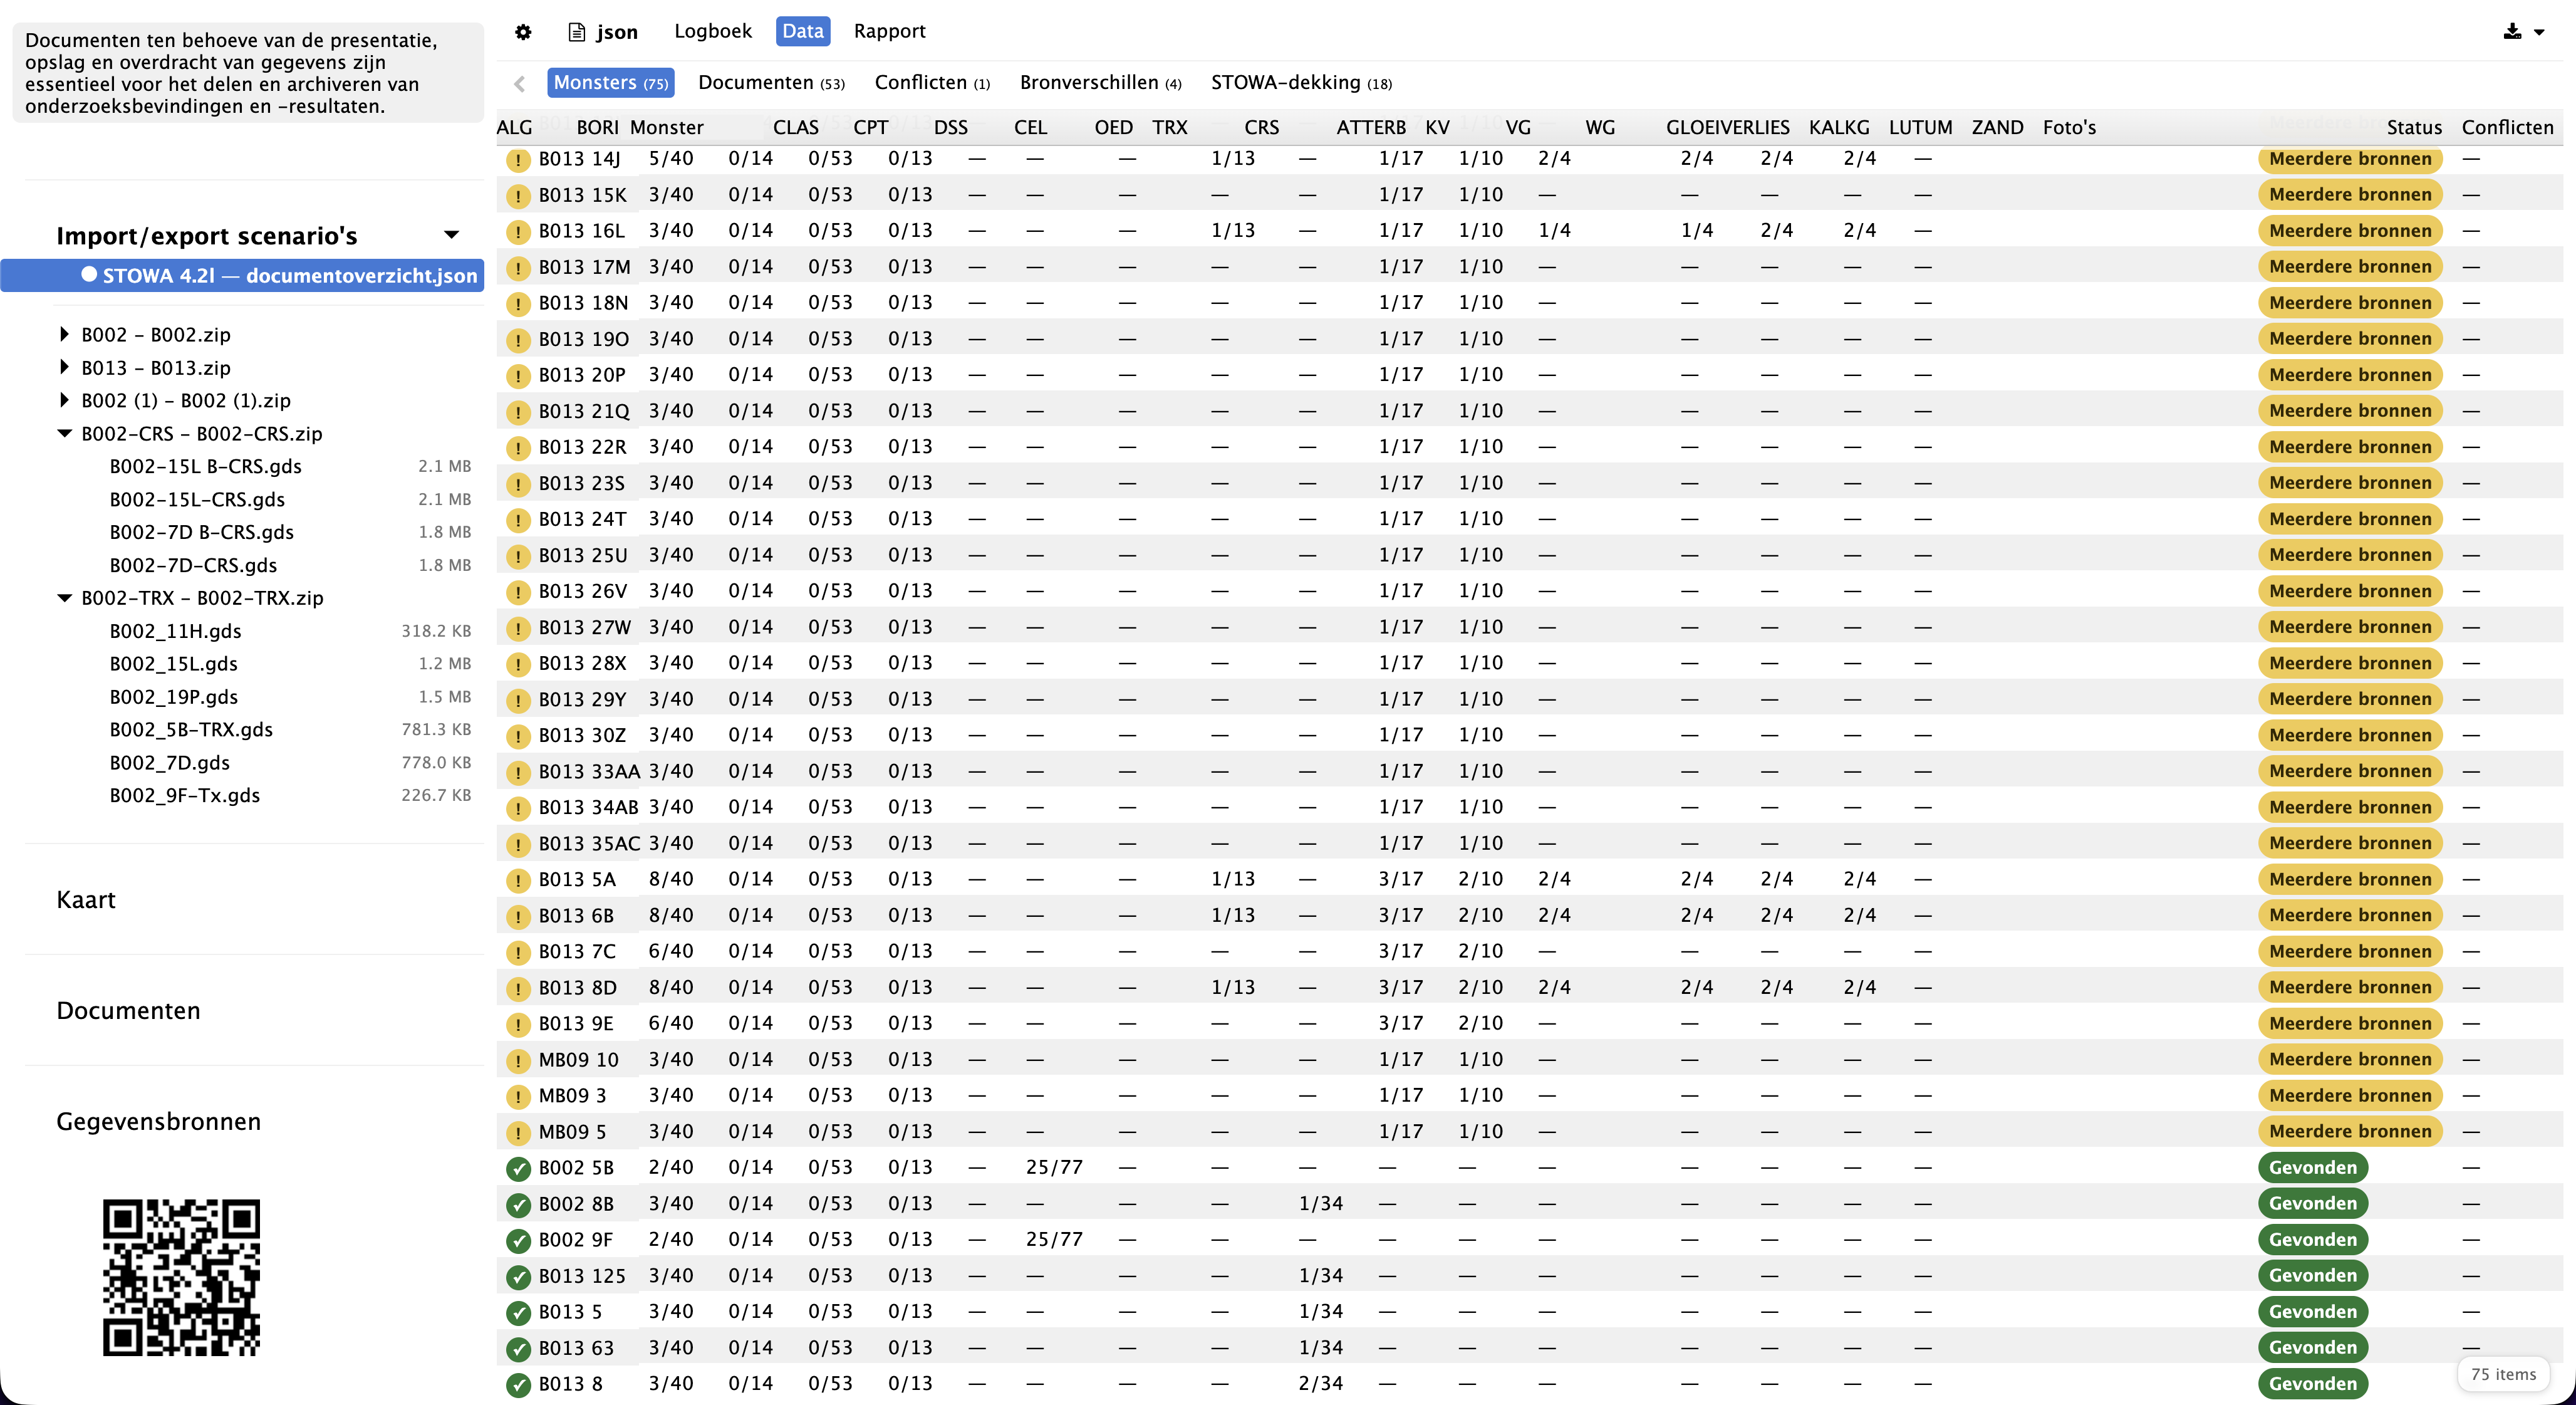 Documenten ten behoeve van de presentatie,
opslag en overdracht van gegevens zijn
essentieel voor het delen en archiveren van
onderzoeksbevindingen en -resultaten.
Import/export scenario's
STOWA 4.2l — documentoverzicht.json
B002 – B002.zip
B013 – B013.zip
B002 (1) – B002 (1).zip
B002-CRS – B002-CRS.zip
B002-15L B-CRS.gds 2.1 MB
B002-15L-CRS.gds 2.1 MB
B002-7D B-CRS.gds 1.8 MB
B002-7D-CRS.gds 1.8 MB
B002-TRX – B002-TRX.zip
B002_11H.gds 318.2 KB
B002_15L.gds 1.2 MB
B002_19P.gds 1.5 MB
B002_5B-TRX.gds 781.3 KB
B002_7D.gds 778.0 KB
B002_9F-Tx.gds 226.7 KB
Kaart
Documenten
Gegevensbronnen
json Logboek Data Rapport
Monsters (75) Documenten (53) Conflicten (1) Bronverschillen (4) STOWA-dekking (18)
ALG BORI Monster CLAS CPT DSS CEL OED TRX CRS ATTERB KV VG WG GLOEIVERLIES KALKG LUTUM ZAND Foto's Status Conflicten
! B013 14J 5/40 0/14 0/53 0/13 — — — 1/13 — 1/17 1/10 2/4 2/4 2/4 2/4 — Meerdere bronnen —
! B013 15K 3/40 0/14 0/53 0/13 — — — — — 1/17 1/10 — — — — — Meerdere bronnen —
! B013 16L 3/40 0/14 0/53 0/13 — — — 1/13 — 1/17 1/10 1/4 1/4 2/4 2/4 — Meerdere bronnen —
! B013 17M 3/40 0/14 0/53 0/13 — — — — — 1/17 1/10 — — — — — Meerdere bronnen —
! B013 18N 3/40 0/14 0/53 0/13 — — — — — 1/17 1/10 — — — — — Meerdere bronnen —
! B013 19O 3/40 0/14 0/53 0/13 — — — — — 1/17 1/10 — — — — — Meerdere bronnen —
! B013 20P 3/40 0/14 0/53 0/13 — — — — — 1/17 1/10 — — — — — Meerdere bronnen —
! B013 21Q 3/40 0/14 0/53 0/13 — — — — — 1/17 1/10 — — — — — Meerdere bronnen —
! B013 22R 3/40 0/14 0/53 0/13 — — — — — 1/17 1/10 — — — — — Meerdere bronnen —
! B013 23S 3/40 0/14 0/53 0/13 — — — — — 1/17 1/10 — — — — — Meerdere bronnen —
! B013 24T 3/40 0/14 0/53 0/13 — — — — — 1/17 1/10 — — — — — Meerdere bronnen —
! B013 25U 3/40 0/14 0/53 0/13 — — — — — 1/17 1/10 — — — — — Meerdere bronnen —
! B013 26V 3/40 0/14 0/53 0/13 — — — — — 1/17 1/10 — — — — — Meerdere bronnen —
! B013 27W 3/40 0/14 0/53 0/13 — — — — — 1/17 1/10 — — — — — Meerdere bronnen —
! B013 28X 3/40 0/14 0/53 0/13 — — — — — 1/17 1/10 — — — — — Meerdere bronnen —
! B013 29Y 3/40 0/14 0/53 0/13 — — — — — 1/17 1/10 — — — — — Meerdere bronnen —
! B013 30Z 3/40 0/14 0/53 0/13 — — — — — 1/17 1/10 — — — — — Meerdere bronnen —
! B013 33AA 3/40 0/14 0/53 0/13 — — — — — 1/17 1/10 — — — — — Meerdere bronnen —
! B013 34AB 3/40 0/14 0/53 0/13 — — — — — 1/17 1/10 — — — — — Meerdere bronnen —
! B013 35AC 3/40 0/14 0/53 0/13 — — — — — 1/17 1/10 — — — — — Meerdere bronnen —
! B013 5A 8/40 0/14 0/53 0/13 — — — 1/13 — 3/17 2/10 2/4 2/4 2/4 2/4 — Meerdere bronnen —
! B013 6B 8/40 0/14 0/53 0/13 — — — 1/13 — 3/17 2/10 2/4 2/4 2/4 2/4 — Meerdere bronnen —
! B013 7C 6/40 0/14 0/53 0/13 — — — — — 3/17 2/10 — — — — — Meerdere bronnen —
! B013 8D 8/40 0/14 0/53 0/13 — — — 1/13 — 3/17 2/10 2/4 2/4 2/4 2/4 — Meerdere bronnen —
! B013 9E 6/40 0/14 0/53 0/13 — — — — — 3/17 2/10 — — — — — Meerdere bronnen —
! MB09 10 3/40 0/14 0/53 0/13 — — — — — 1/17 1/10 — — — — — Meerdere bronnen —
! MB09 3 3/40 0/14 0/53 0/13 — — — — — 1/17 1/10 — — — — — Meerdere bronnen —
! MB09 5 3/40 0/14 0/53 0/13 — — — — — 1/17 1/10 — — — — — Meerdere bronnen —
B002 5B 2/40 0/14 0/53 0/13 — 25/77 — — — — — — — — — — Gevonden —
B002 8B 3/40 0/14 0/53 0/13 — — — — 1/34 — — — — — — — Gevonden —
B002 9F 2/40 0/14 0/53 0/13 — 25/77 — — — — — — — — — — Gevonden —
B013 125 3/40 0/14 0/53 0/13 — — — — 1/34 — — — — — — — Gevonden —
B013 5 3/40 0/14 0/53 0/13 — — — — 1/34 — — — — — — — Gevonden —
B013 63 3/40 0/14 0/53 0/13 — — — — 1/34 — — — — — — — Gevonden —
B013 8 3/40 0/14 0/53 0/13 — — — — 2/34 — — — — — — — Gevonden
75 items